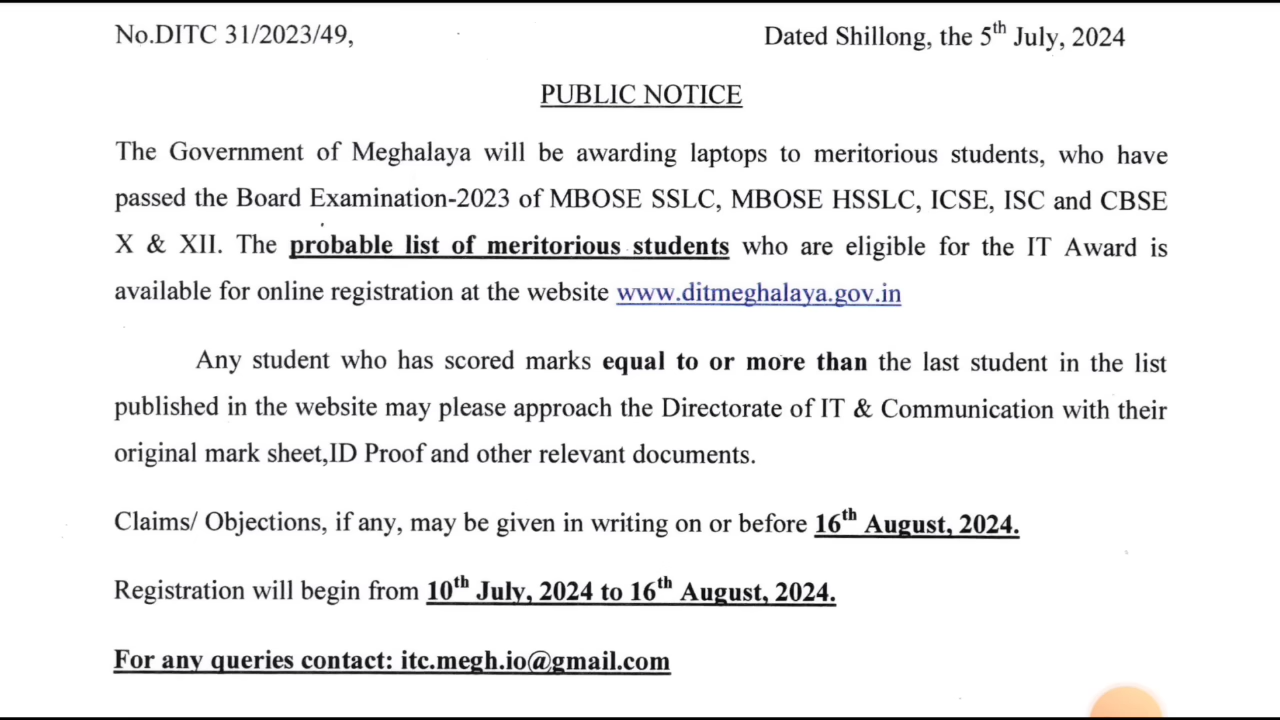 No.DITC 31/2023/49, Dated Shillong, the 5th July, 2024
PUBLIC NOTICE
The Government of Meghalaya will be awarding laptops to meritorious students, who have
passed the Board Examination-2023 of MBOSE SSLC, MBOSE HSSLC, ICSE, ISC and CBSE
X & XII. The probable list of meritorious students who are eligible for the IT Award is
available for online registration at the website www.ditmeghalaya.gov.in
Any student who has scored marks equal to or more than the last student in the list
published in the website may please approach the Directorate of IT & Communication with their
original mark sheet,ID Proof and other relevant documents.
Claims/ Objections, if any, may be given in writing on or before 16th August, 2024.
Registration will begin from 10th July, 2024 to 16th August, 2024.
For any queries contact: itc.megh.io@gmail.com